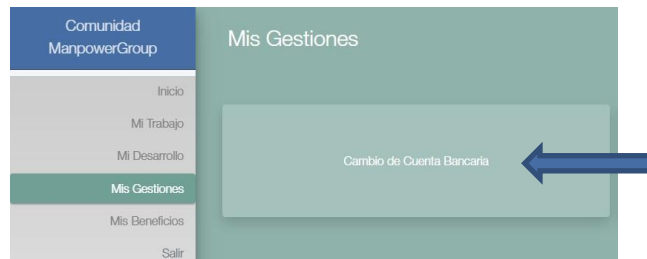 Comunidad
ManpowerGroup
Mis Gestiones
Inicio
Mi Trabajo
Mi Desarrollo
Mis Gestiones
Mis Beneficios
Salir
Cambio de Cuenta Bancaria